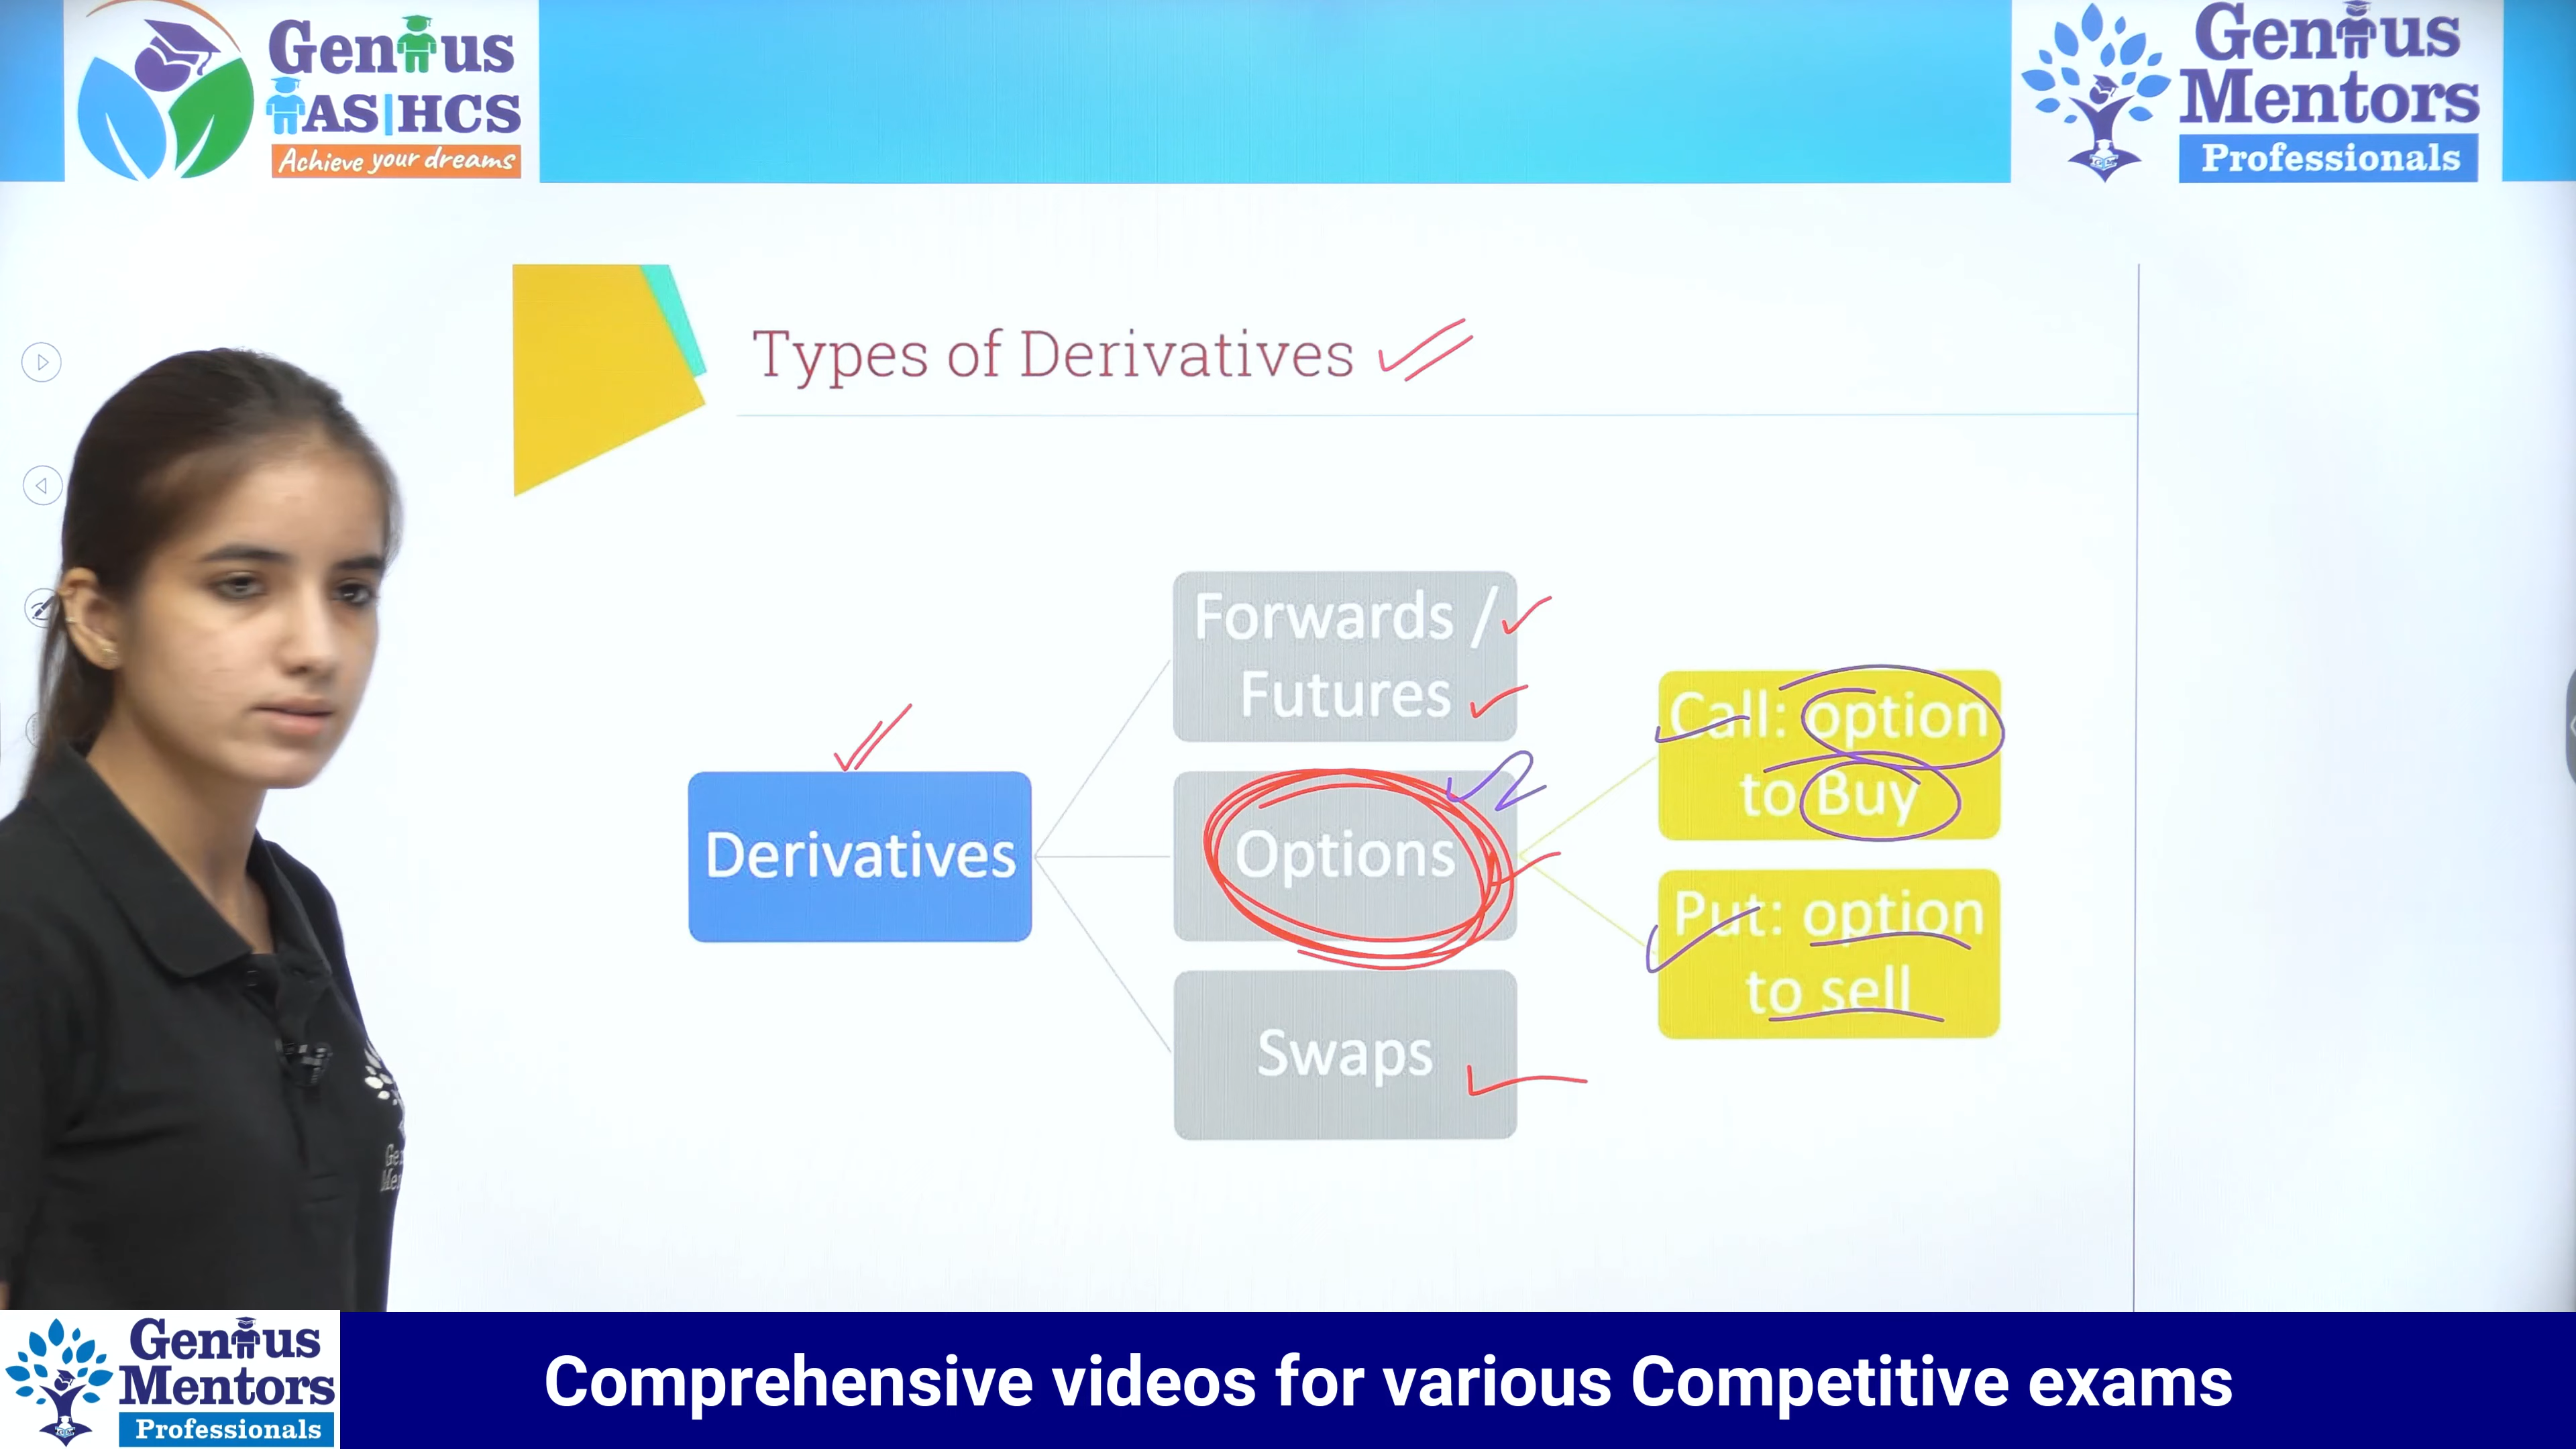 Genius
IAS|HCS
Achieve your dreams
Genius
Mentors
Professionals
Types of Derivatives
Derivatives
Forwards /
Futures
Options
Swaps
Call: option
to Buy
Put: option
to sell
Genius
Mentors
Professionals
Comprehensive videos for various Competitive exams